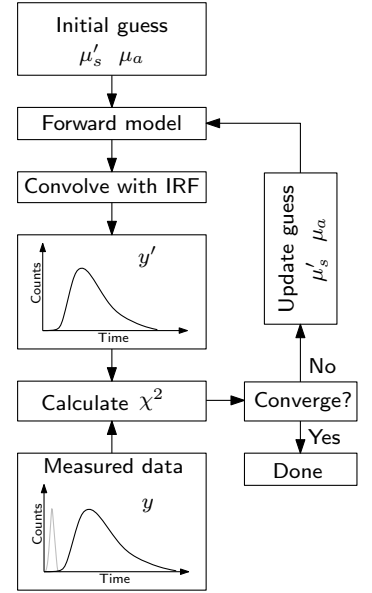 Initial guess
μ′ₛ μₐ
Forward model
Convolve with IRF
y′
Counts
Time
Calculate χ²
Measured data
y
Counts
Time
Update guess
μ′ₛ μₐ
No
Converge?
Yes
Done